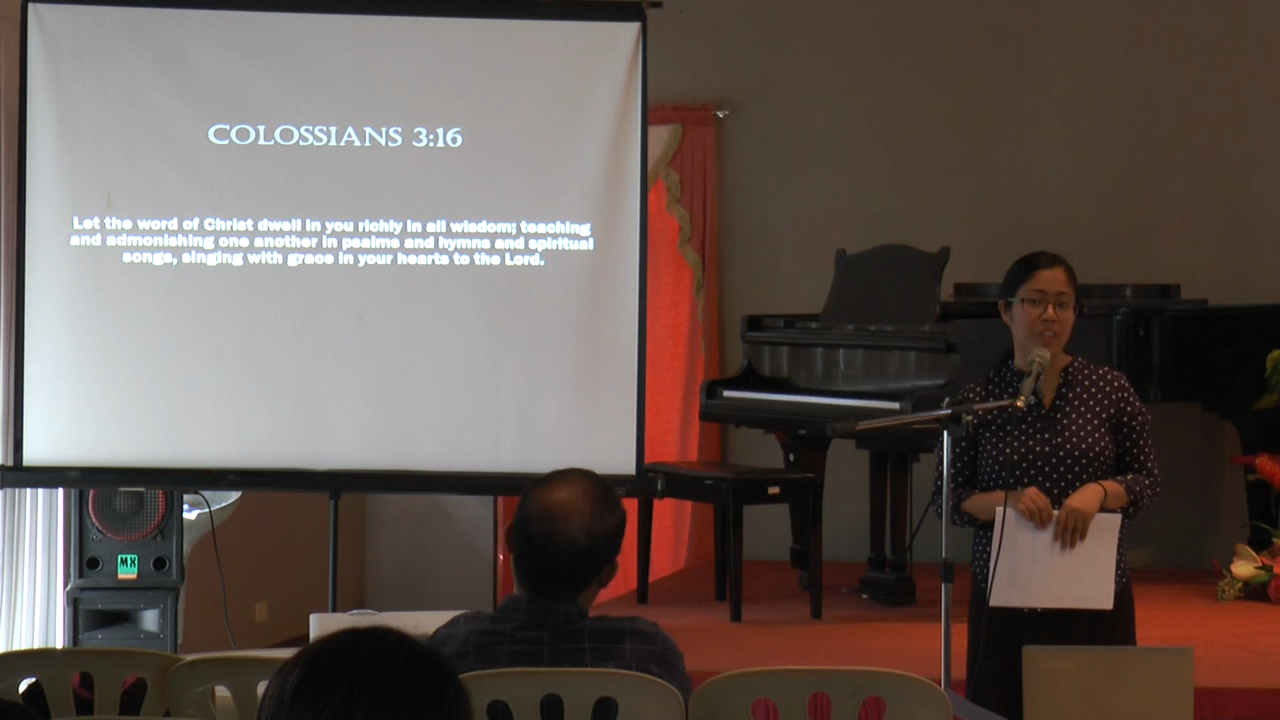 COLOSSIANS 3:16
Let the word of Christ dwell in you richly in all wisdom; teaching
and admonishing one another in psalms and hymns and spiritual
songs, singing with grace in your hearts to the Lord.
MX